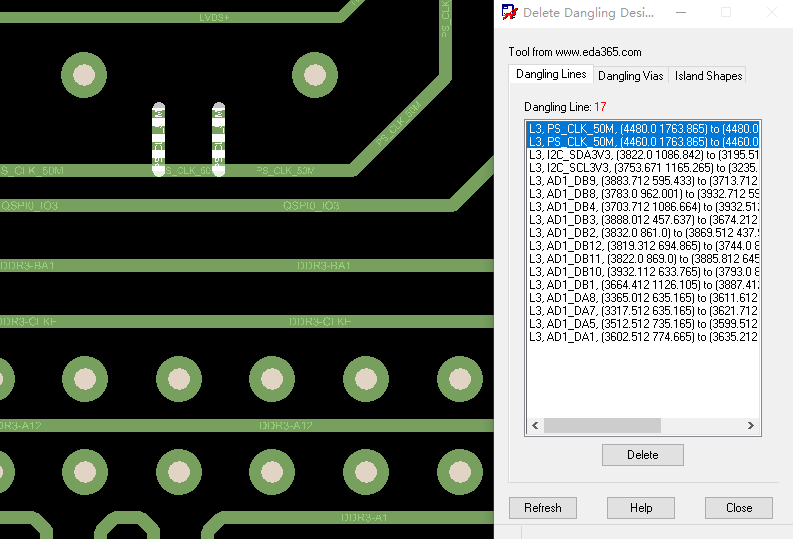 LVDS+
PS_CLK_50M
PS_CLK_50M
S_CLK_50M
PS_CLK_50M
QSPI0_IO3
QSPI0_IO3
DDR3-BA1
DDR3-BA1
DDR3-A12
DDR3-A12
DDR3-A1
Delete Dangling Desi...
Tool from www.eda365.com
Dangling Lines
Dangling Vias
Island Shapes
Dangling Line: 17
L3, PS_CLK_50M, (4480.0 1763.865) to (4480.0
L3, PS_CLK_50M, (4460.0 1763.865) to (4460.0
L3, I2C_SDA3V3, (3822.0 1086.842) to (3195.51
L3, I2C_SCL3V3, (3753.671 1165.265) to (3235.
L3, AD1_DB9, (3883.712 595.433) to (3713.712
L3, AD1_DB8, (3783.0 962.001) to (3932.712 59
L3, AD1_DB4, (3703.712 1086.664) to (3932.512
L3, AD1_DB3, (3888.012 457.637) to (3674.212
L3, AD1_DB2, (3832.0 861.0) to (3869.512 437.9
L3, AD1_DB12, (3819.312 694.865) to (3744.0 8
L3, AD1_DB11, (3822.0 869.0) to (3885.812 645
L3, AD1_DB10, (3932.112 633.765) to (3793.0 8
L3, AD1_DB1, (3664.412 1126.105) to (3887.412
L3, AD1_DA8, (3365.012 635.165) to (3611.612
L3, AD1_DA7, (3317.512 635.165) to (3621.712
L3, AD1_DA5, (3512.512 735.165) to (3599.512
L3, AD1_DA1, (3602.512 774.665) to (3635.212
Delete
Refresh
Help
Close